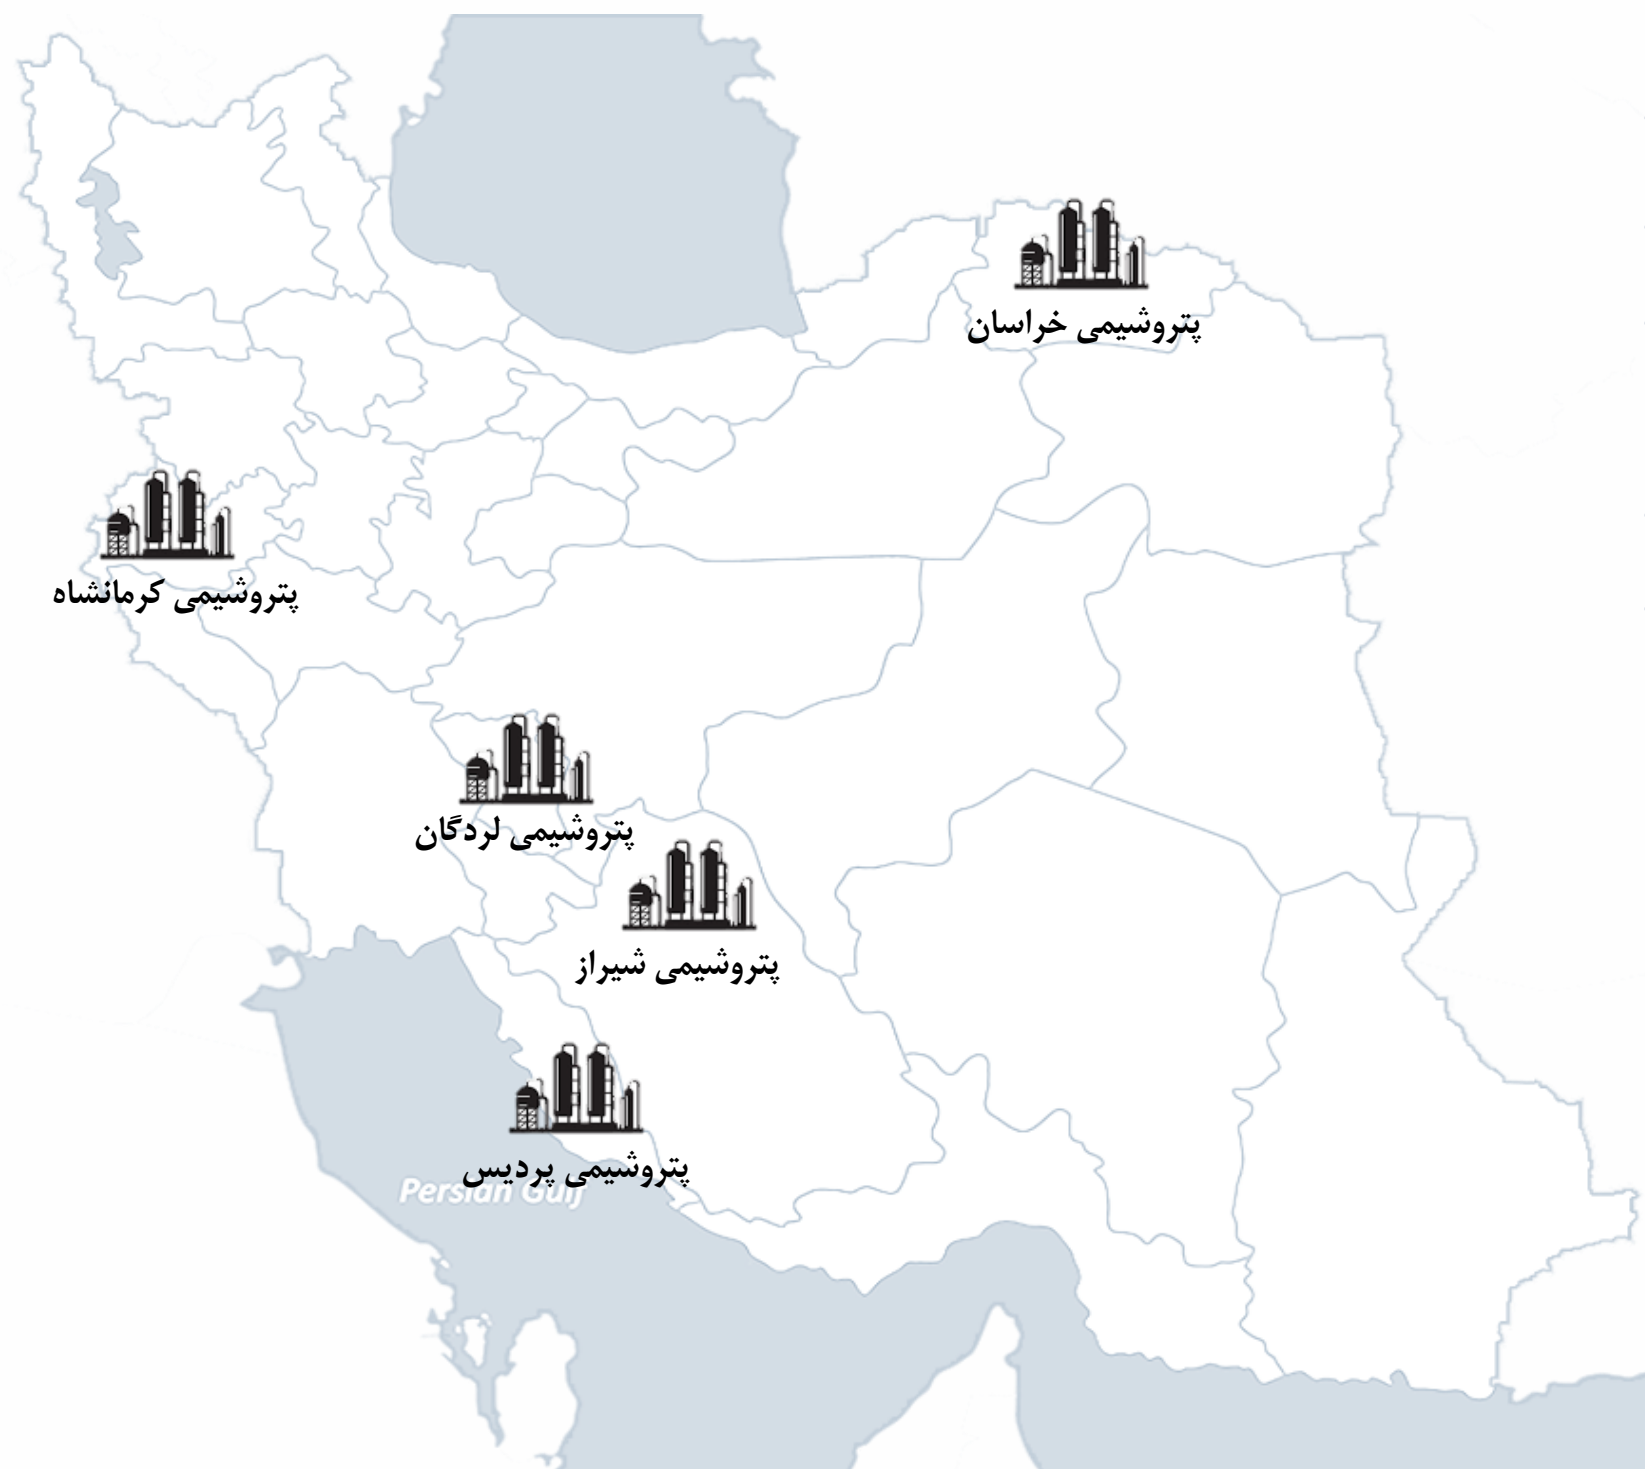 پتروشیمی خراسان
پتروشیمی کرمانشاه
پتروشیمی لردگان
پتروشیمی شیراز
پتروشیمی پردیس
Persian Gulf